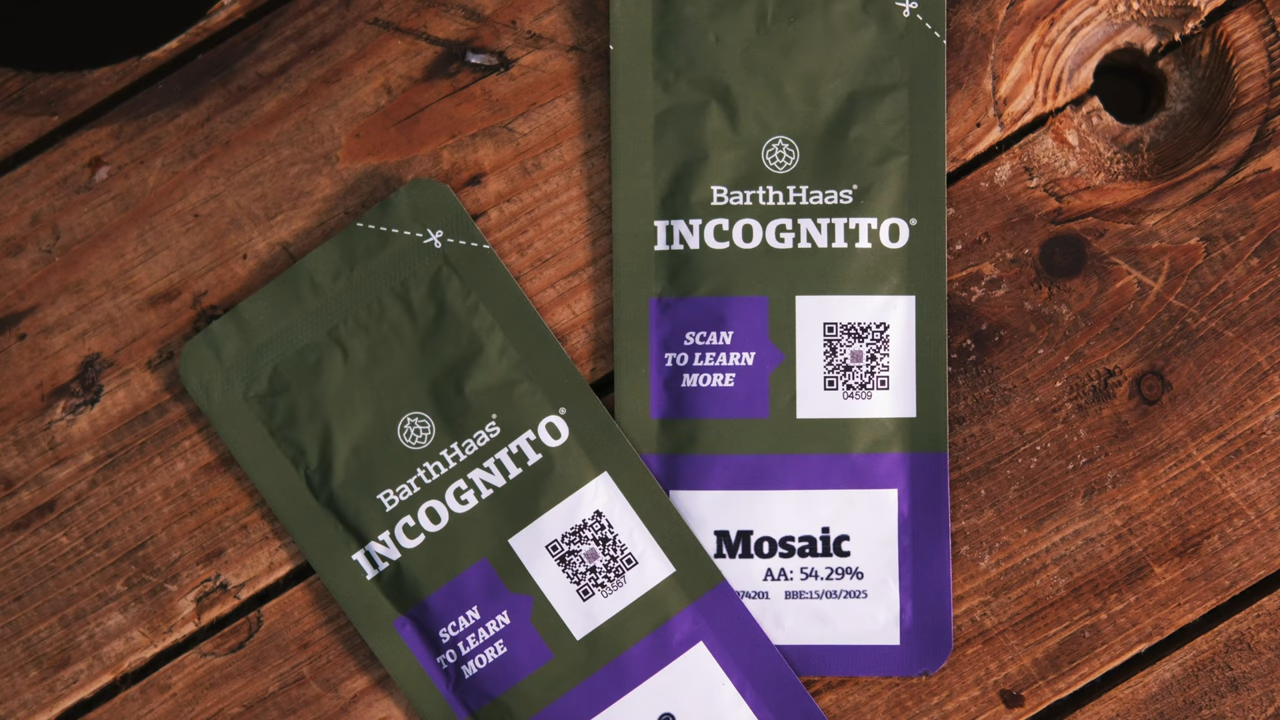 BarthHaas®
INCOGNITO®
SCAN
TO LEARN
MORE
03567
BarthHaas®
INCOGNITO®
SCAN
TO LEARN
MORE
04509
Mosaic
AA: 54.29%
74201 BBE:15/03/2025